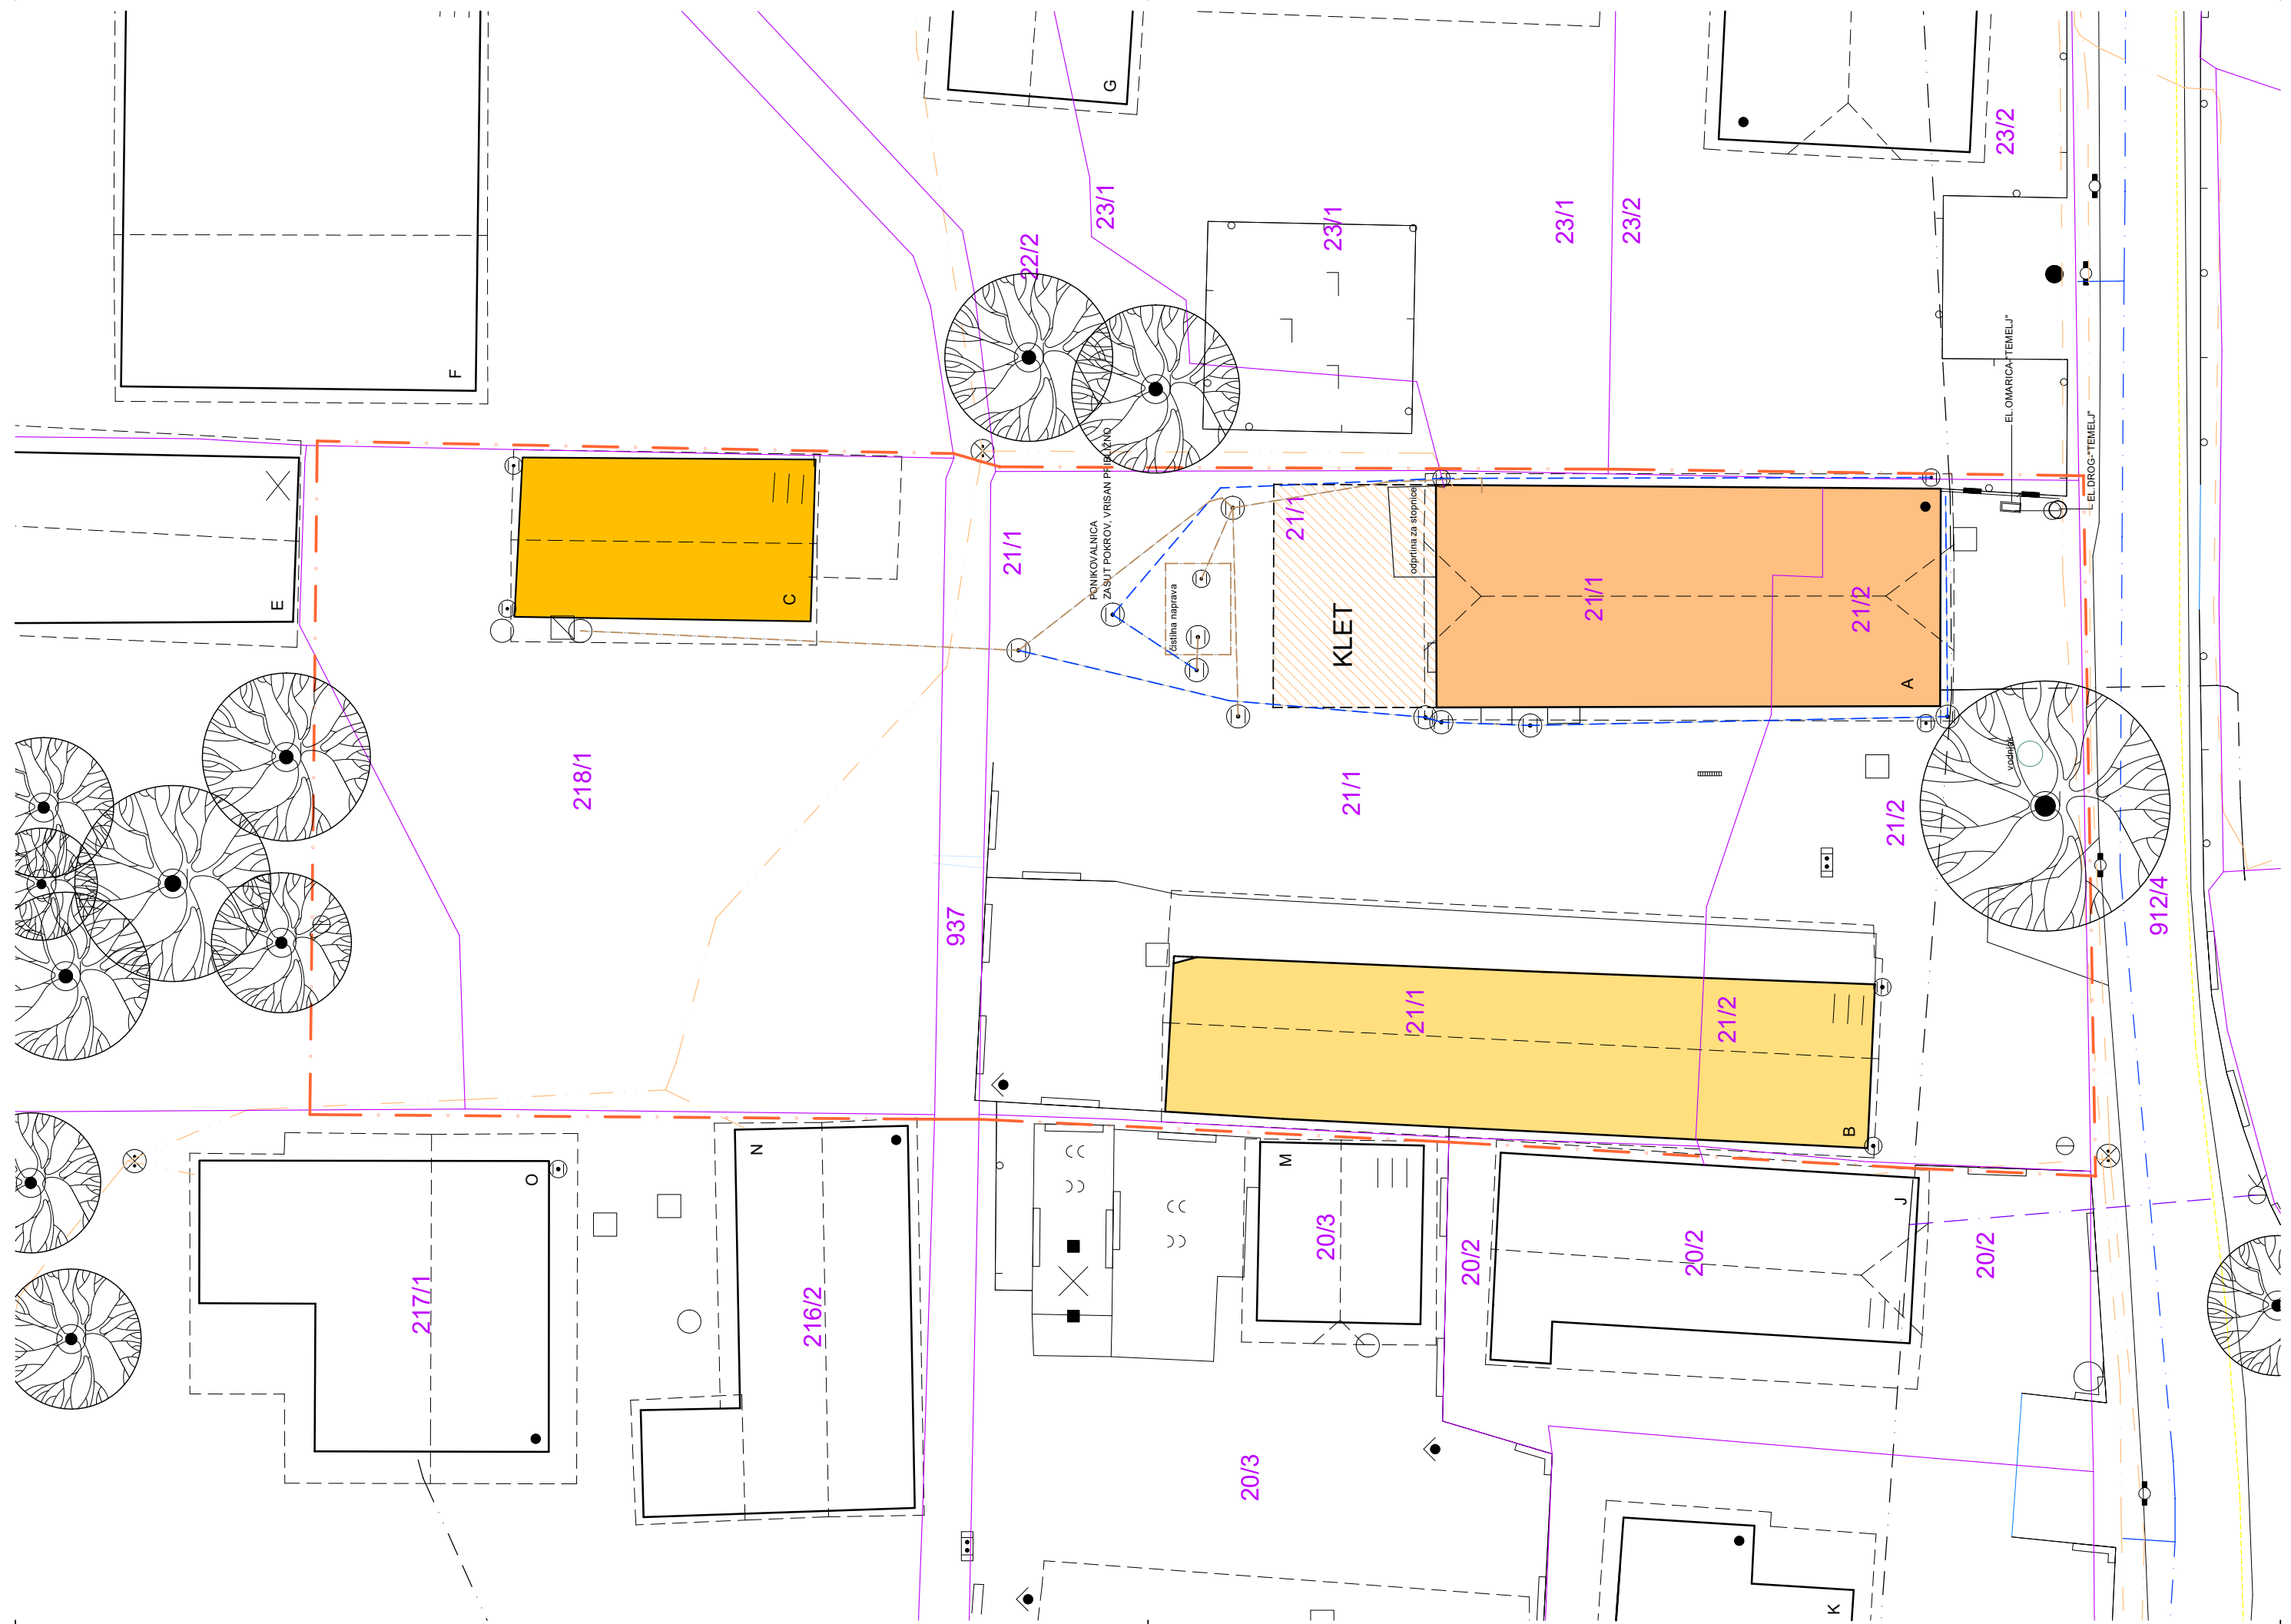 F
G
23/2
23/1
23/1
23/1
23/2
22/2
EL.OMARICA-"TEMELJ"
EL.DROG-"TEMELJ"
PONIKOVALNICA
ZASUT POKROV, VRISAN PRIBLIŽNO
E
C
21/1
21/1
odprtina za stopnice
čistilna naprava
KLET
21/1
21/2
A
vodnjak
218/1
21/1
21/2
937
912/4
21/1
21/2
B
O
N
M
J
217/1
216/2
20/3
20/2
20/2
20/2
20/3
K